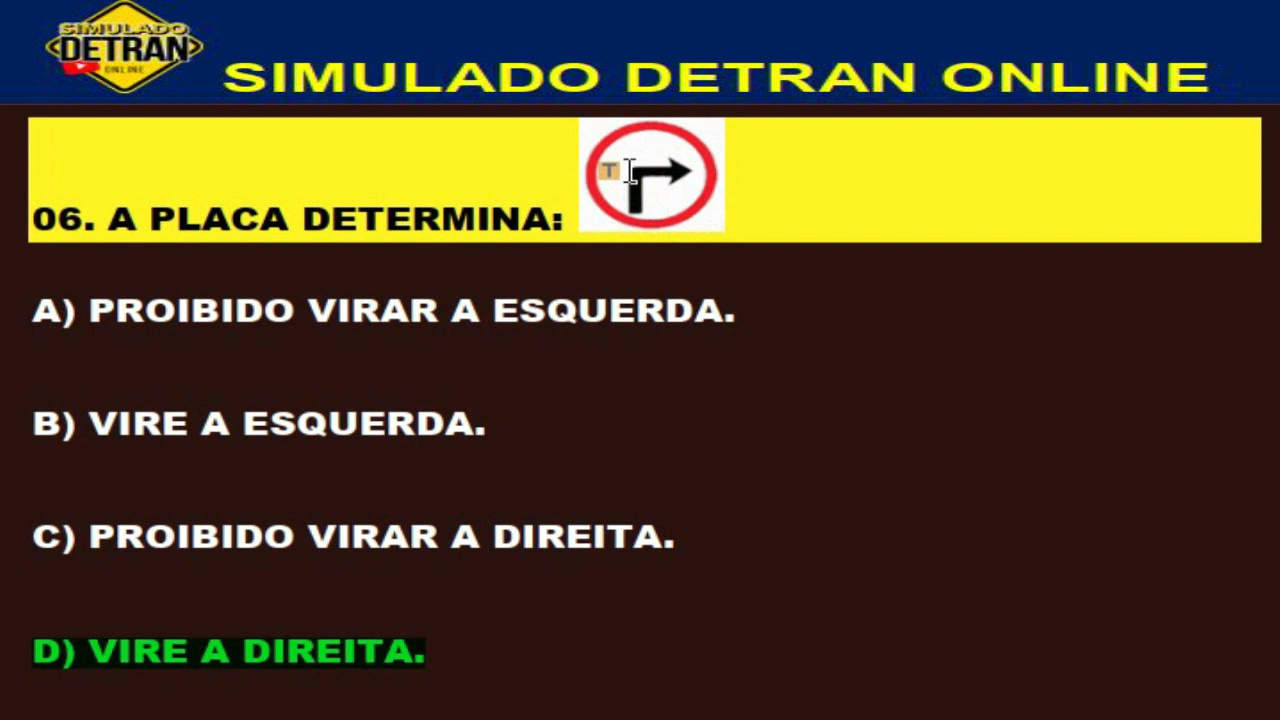 SIMULADO
DETRAN
ONLINE
SIMULADO DETRAN ONLINE
T
06. A PLACA DETERMINA:
A) PROIBIDO VIRAR A ESQUERDA.
B) VIRE A ESQUERDA.
C) PROIBIDO VIRAR A DIREITA.
D) VIRE A DIREITA.